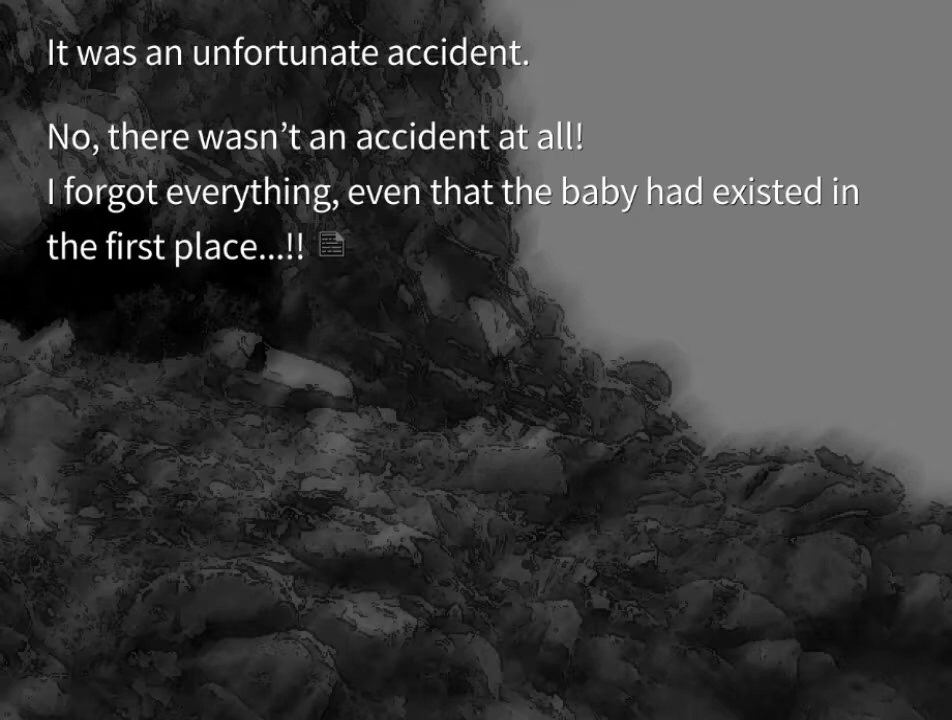 It was an unfortunate accident.
No, there wasn’t an accident at all!
I forgot everything, even that the baby had existed in
the first place...!!